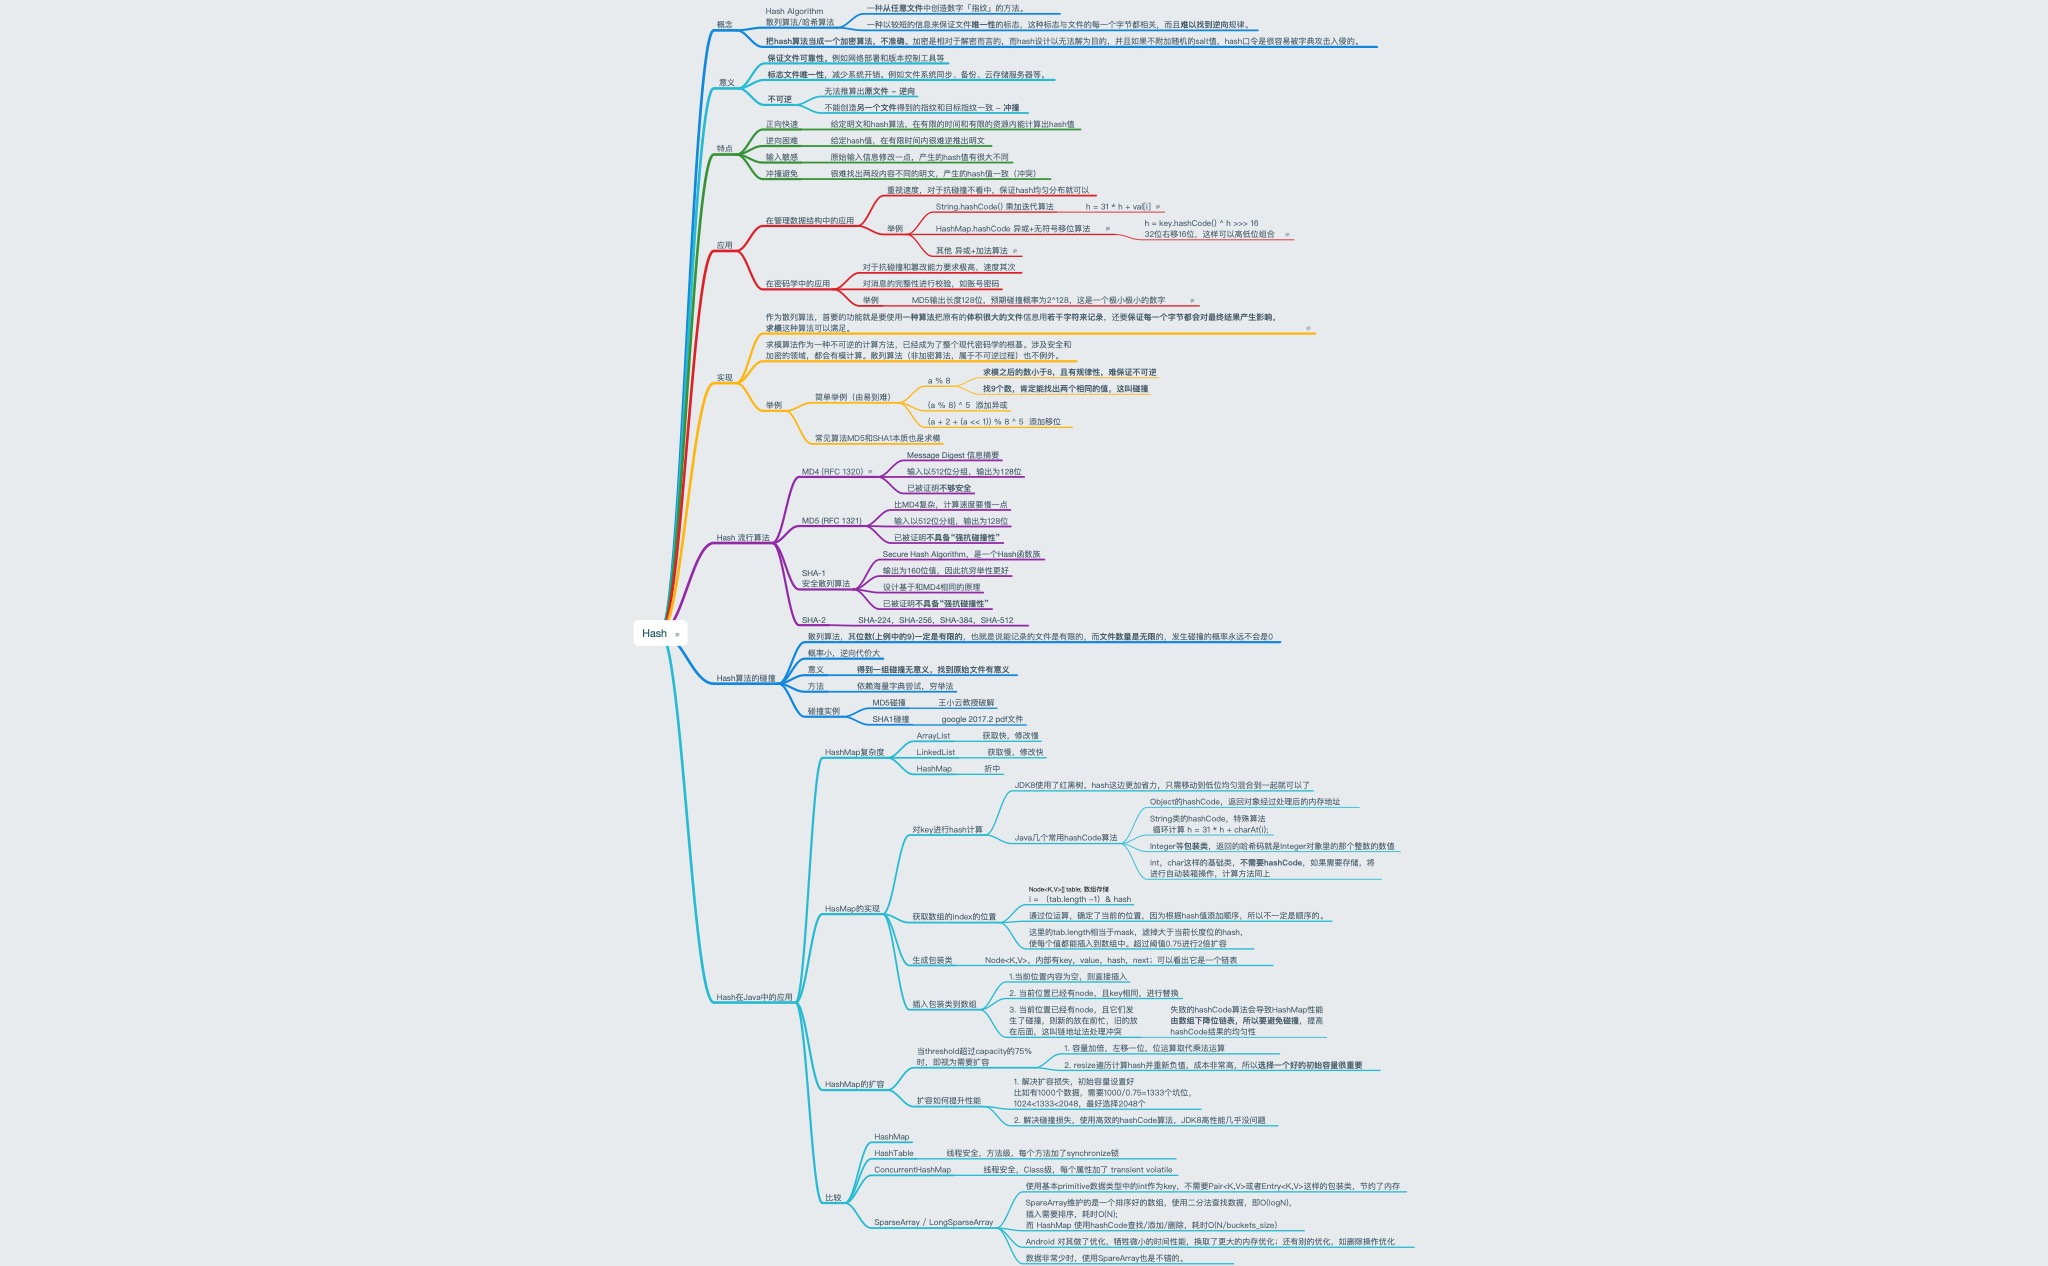 Hash
概念
Hash Algorithm
散列算法/哈希算法
一种从任意文件中创造数字「指纹」的方法。
一种以较短的信息来保证文件唯一性的标志，这种标志与文件的每一个字节都相关，而且难以找到逆向规律。
把hash算法当成一个加密算法，不准确。加密是相对于解密而言的，而hash设计以无法解为目的，并且如果不附加随机的salt值，hash口令是很容易被字典攻击入侵的。
意义
保证文件可靠性。例如网络部署和版本控制工具等
标志文件唯一性，减少系统开销。例如文件系统同步、备份、云存储服务器等。
不可逆
无法推算出原文件 – 逆向
不能创造另一个文件得到的指纹和目标指纹一致 – 冲撞
特点
正向快速
给定明文和hash算法，在有限的时间和有限的资源内能计算出hash值
逆向困难
给定hash值，在有限时间内很难逆推出明文
输入敏感
原始输入信息修改一点，产生的hash值有很大不同
冲撞避免
很难找出两段内容不同的明文，产生的hash值一致（冲突）
应用
在管理数据结构中的应用
重视速度，对于抗碰撞不看中，保证hash均匀分布就可以
举例
String.hashCode() 乘加迭代算法
h = 31 * h + val[i]
HashMap.hashCode 异或+无符号移位算法
h = key.hashCode() ^ h >>> 16
32位右移16位，这样可以高低位组合
其他 异或+加法算法
在密码学中的应用
对于抗碰撞和篡改能力要求极高，速度其次
对消息的完整性进行校验，如账号密码
举例
MD5输出长度128位，预期碰撞概率为2^128，这是一个极小极小的数字
实现
作为散列算法，首要的功能就是要使用一种算法把原有的体积很大的文件信息用若干字符来记录，还要保证每一个字节都会对最终结果产生影响。
求模这种算法可以满足。
求模算法作为一种不可逆的计算方法，已经成为了整个现代密码学的根基。涉及安全和
加密的领域，都会有模计算。散列算法（非加密算法，属于不可逆过程）也不例外。
举例
简单举例（由易到难）
a % 8
求模之后的数小于8，且有规律性，难保证不可逆
找9个数，肯定能找出两个相同的值，这叫碰撞
(a % 8) ^ 5 添加异或
(a + 2 + (a << 1)) % 8 ^ 5 添加移位
常见算法MD5和SHA1本质也是求模
Hash 流行算法
MD4 (RFC 1320)
Message Digest 信息摘要
输入以512位分组，输出为128位
已被证明不够安全
MD5 (RFC 1321)
比MD4复杂，计算速度要慢一点
输入以512位分组，输出为128位
已被证明不具备“强抗碰撞性”
SHA-1
安全散列算法
Secure Hash Algorithm，是一个Hash函数族
输出为160位值，因此抗穷举性更好
设计基于和MD4相同的原理
已被证明不具备“强抗碰撞性”
SHA-2
SHA-224、SHA-256、SHA-384、SHA-512
Hash算法的碰撞
散列算法，其位数(上例中的9)一定是有限的，也就是说能记录的文件是有限的，而文件数量是无限的，发生碰撞的概率永远不会是0
概率小，逆向代价大
意义
得到一组碰撞无意义，找到原始文件有意义
方法
依赖海量字典尝试，穷举法
碰撞实例
MD5碰撞
王小云教授破解
SHA1碰撞
google 2017.2 pdf文件
Hash在Java中的应用
HashMap复杂度
ArrayList
获取快，修改慢
LinkedList
获取慢，修改快
HashMap
折中
HasMap的实现
对key进行hash计算
JDK8使用了红黑树，hash这边更加省力，只需移动到低位均匀混合到一起就可以了
Java几个常用hashCode算法
Object的hashCode，返回对象经过处理后的内存地址
String类的hashCode，特殊算法
循环计算 h = 31 * h + charAt(i);
Integer等包装类，返回的哈希码就是Integer对象里的那个整数的数值
int，char这样的基础类，不需要hashCode，如果需要存储，将
进行自动装箱操作，计算方法同上
获取数组的index的位置
Node<K,V>[] table; 数组存储
i = （tab.length -1）& hash
通过位运算，确定了当前的位置，因为根据hash值添加顺序，所以不一定是顺序的。
这里的tab.length相当于mask，滤掉大于当前长度位的hash，
使每个值都能插入到数组中。超过阈值0.75进行2倍扩容
生成包装类
Node<K,V>，内部有key，value，hash，next；可以看出它是一个链表
插入包装类到数组
1.当前位置内容为空，则直接插入
2. 当前位置已经有node，且key相同，进行替换
3. 当前位置已经有node，且它们发
生了碰撞，则新的放在前忙，旧的放
在后面，这叫链地址法处理冲突
失败的hashCode算法会导致HashMap性能
由数组下降位链表，所以要避免碰撞，提高
hashCode结果的均匀性
HashMap的扩容
当threshold超过capacity的75%
时，即视为需要扩容
1. 容量加倍，左移一位，位运算取代乘法运算
2. resize遍历计算hash并重新负值，成本非常高，所以选择一个好的初始容量很重要
扩容如何提升性能
1. 解决扩容损失，初始容量设置好
比如有1000个数据，需要1000/0.75=1333个坑位，
1024<1333<2048，最好选择2048个
2. 解决碰撞损失，使用高效的hashCode算法，JDK8高性能几乎没问题
比较
HashMap
HashTable
线程安全，方法级，每个方法加了synchronize锁
ConcurrentHashMap
线程安全，Class级，每个属性加了 transient volatile
SparseArray / LongSparseArray
使用基本primitive数据类型中的int作为key，不需要Pair<K,V>或者Entry<K,V>这样的包装类，节约了内存
SpareArray维护的是一个排序好的数组，使用二分法查找数据，即O(logN)，
插入需要排序，耗时O(N);
而 HashMap 使用hashCode查找/添加/删除，耗时O(N/buckets_size)
Android 对其做了优化，牺牲微小的时间性能，换取了更大的内存优化；还有别的优化，如删除操作优化
数据非常少时，使用SpareArray也是不错的。